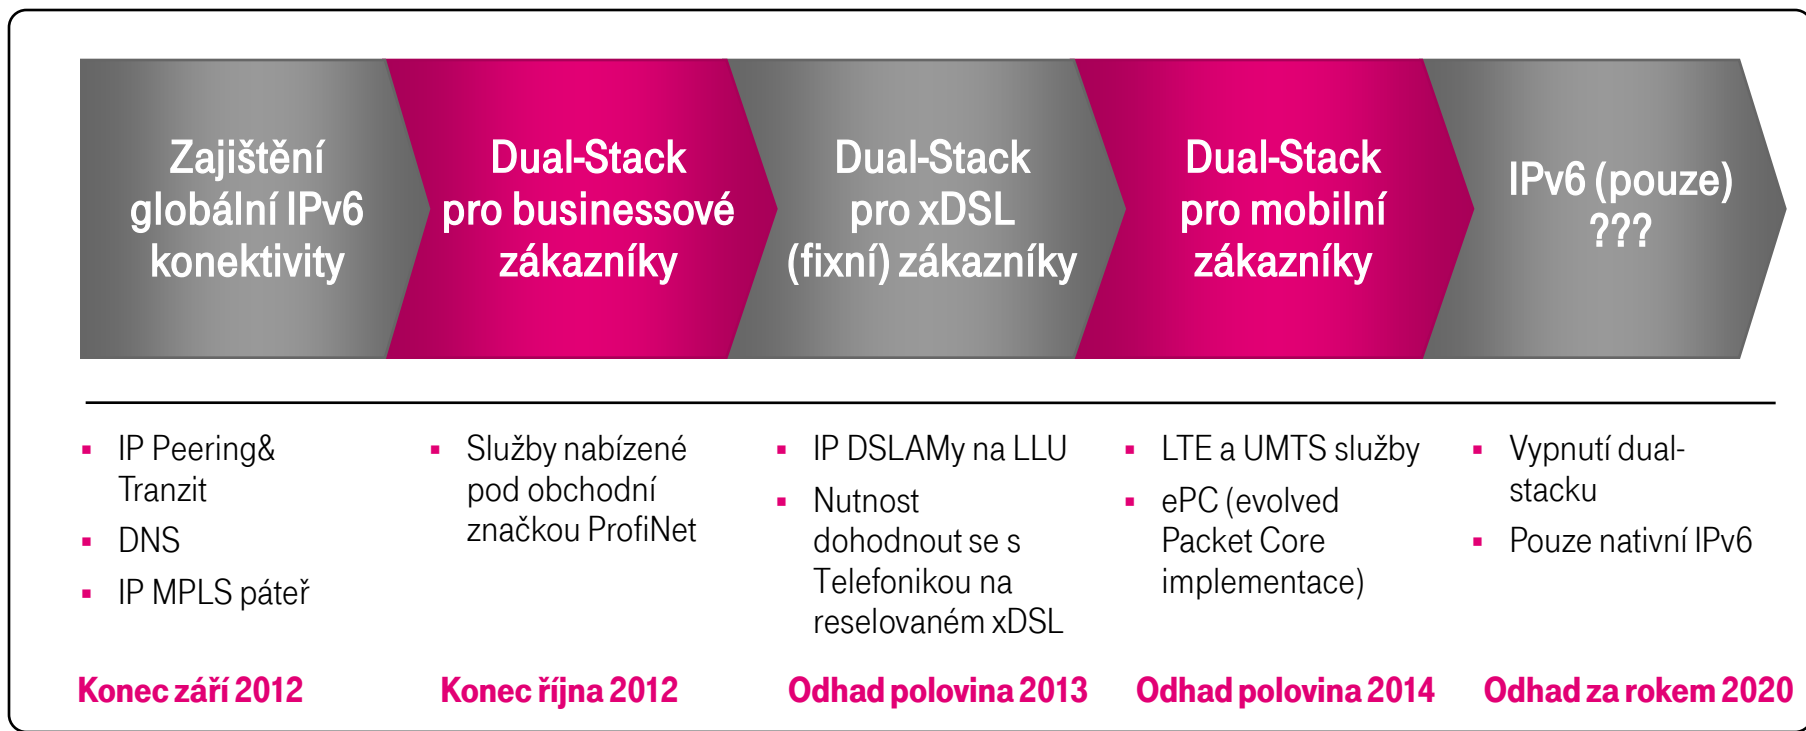 Zajištění
globální IPv6
konektivity
Dual-Stack
pro businessové
zákazníky
Dual-Stack
pro xDSL
(fixní) zákazníky
Dual-Stack
pro mobilní
zákazníky
IPv6 (pouze)
???
▪ IP Peering&
Tranzit
▪ DNS
▪ IP MPLS páteř
Konec září 2012
▪ Služby nabízené
pod obchodní
značkou ProfiNet
Konec října 2012
▪ IP DSLAMy na LLU
▪ Nutnost
dohodnout se s
Telefonikou na
reselovaném xDSL
Odhad polovina 2013
▪ LTE a UMTS služby
▪ ePC (evolved
Packet Core
implementace)
Odhad polovina 2014
▪ Vypnutí dual-
stacku
▪ Pouze nativní IPv6
Odhad za rokem 2020